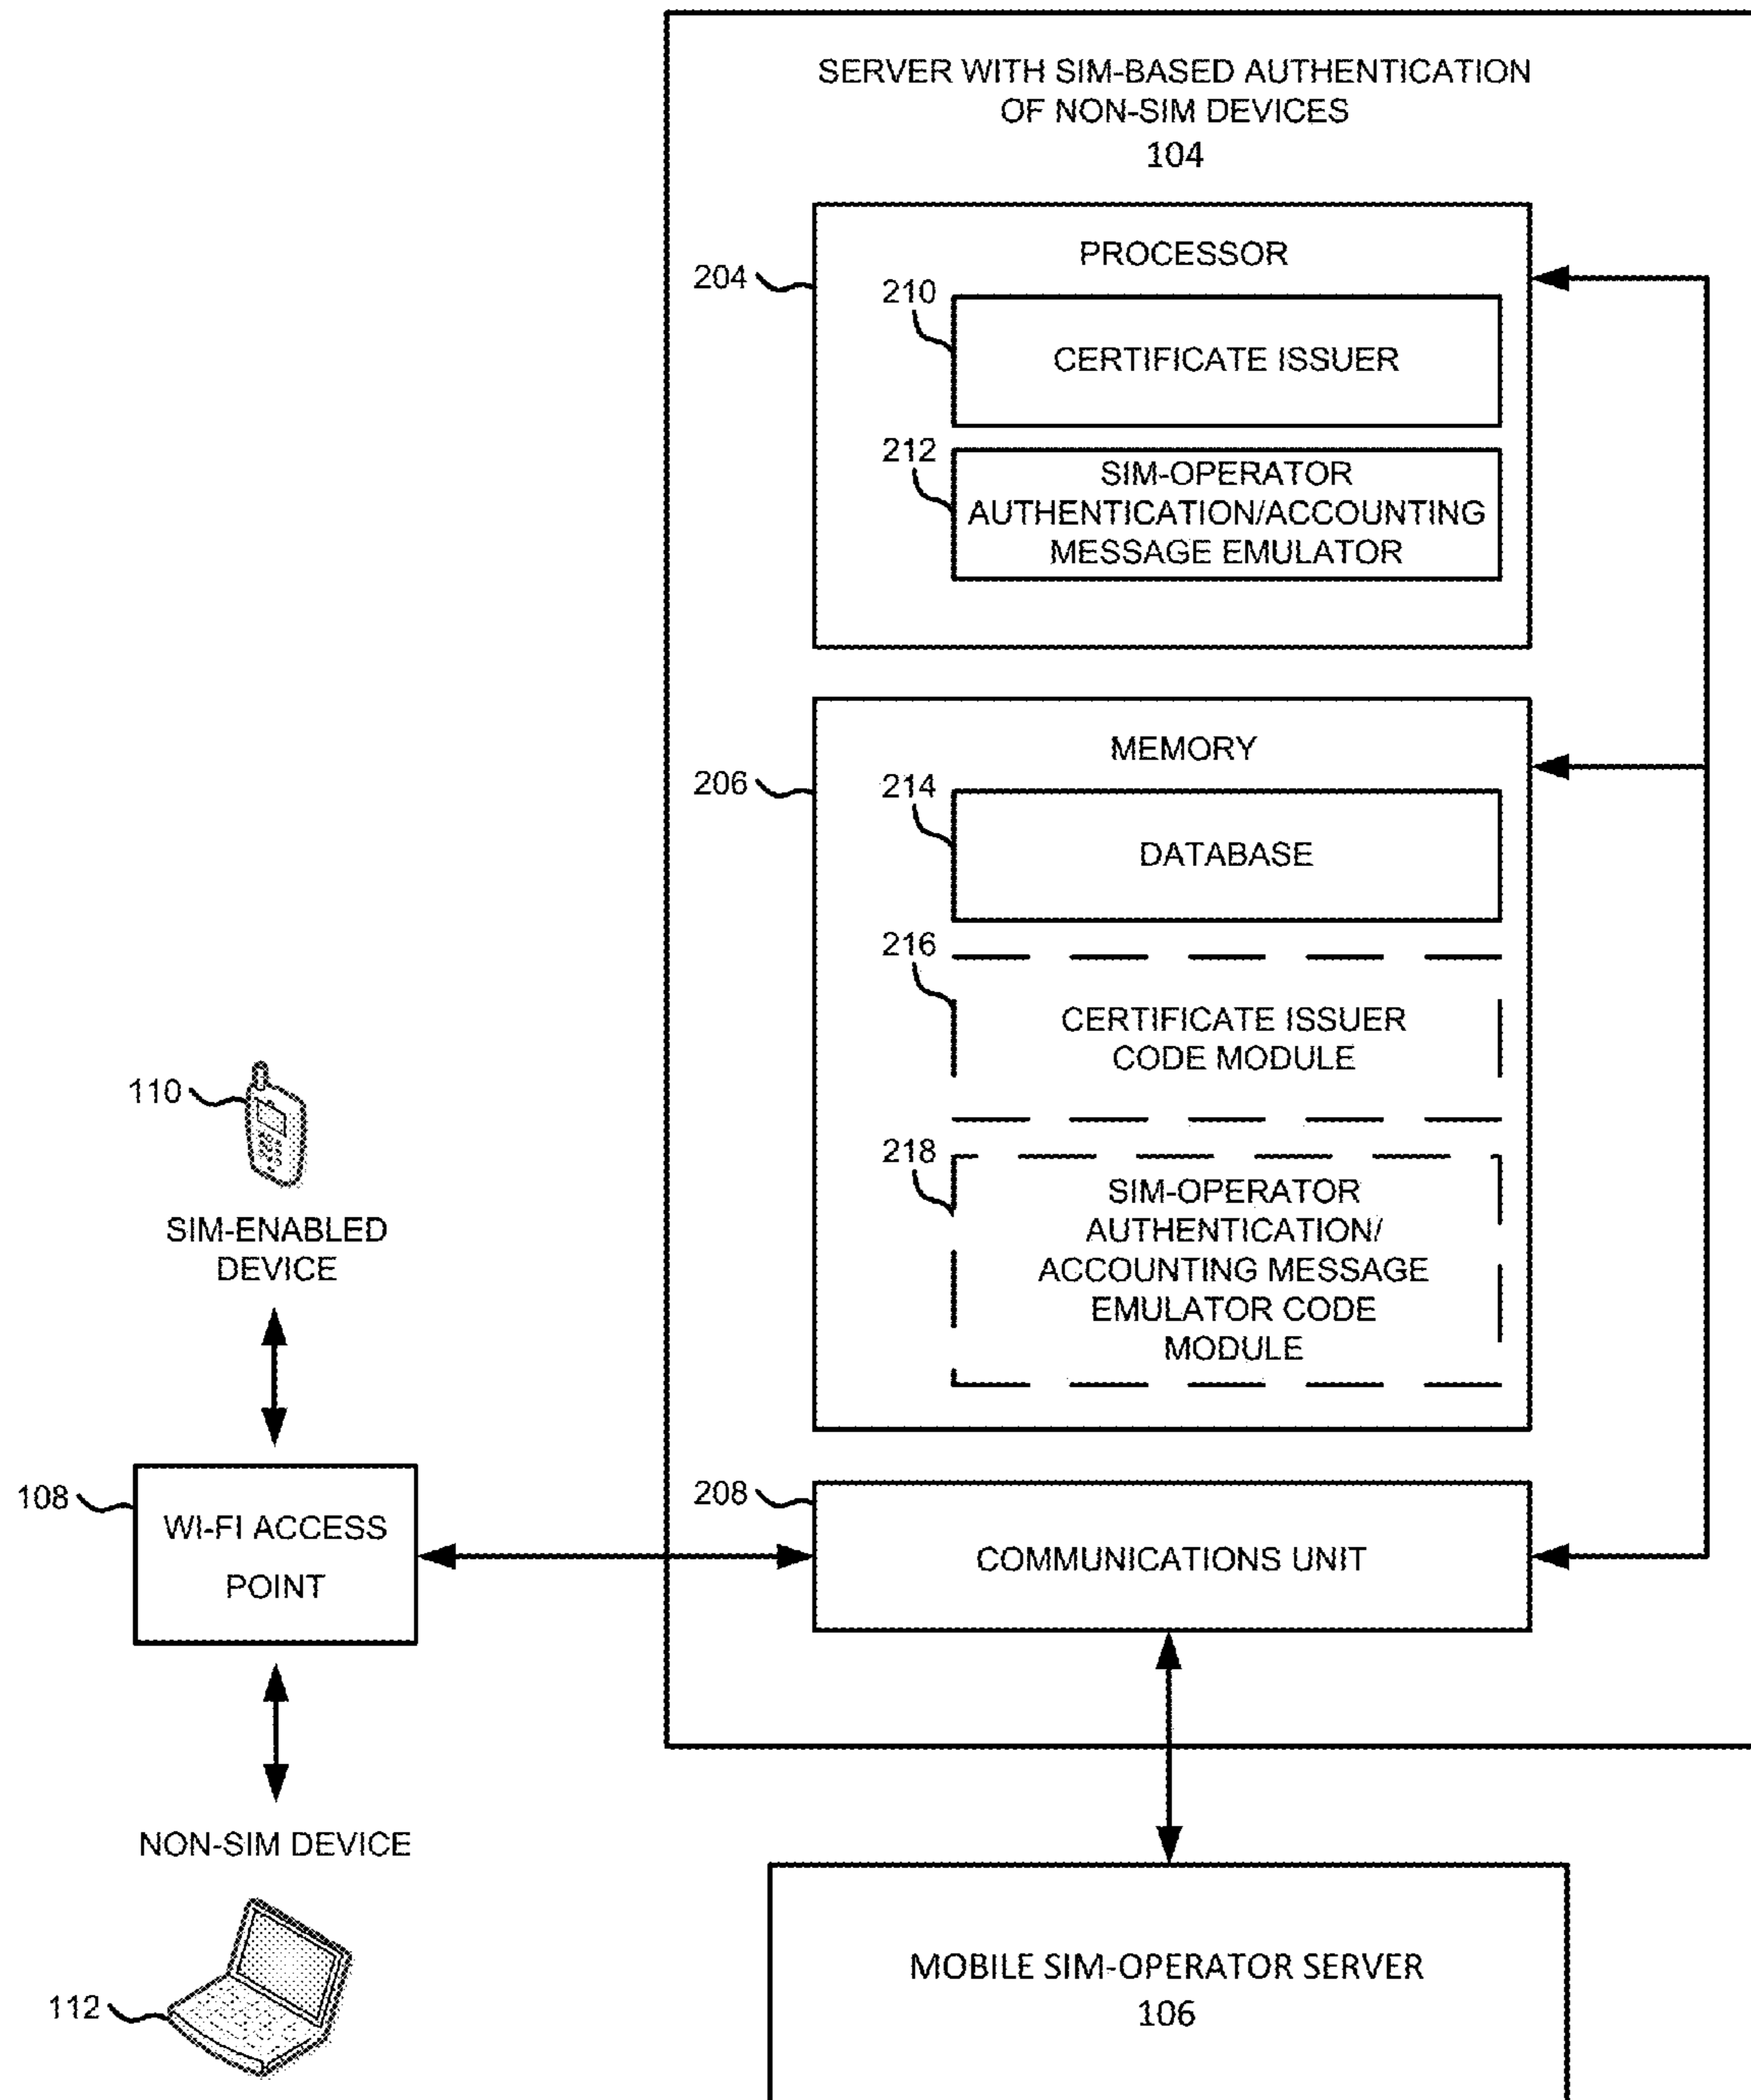 SERVER WITH SIM-BASED AUTHENTICATION
OF NON-SIM DEVICES
104
PROCESSOR
204
210
CERTIFICATE ISSUER
212
SIM-OPERATOR
AUTHENTICATION/ACCOUNTING
MESSAGE EMULATOR
MEMORY
206
214
DATABASE
216
CERTIFICATE ISSUER
CODE MODULE
218
SIM-OPERATOR
AUTHENTICATION/
ACCOUNTING MESSAGE
EMULATOR CODE
MODULE
110
SIM-ENABLED
DEVICE
108
WI-FI ACCESS
POINT
208
COMMUNICATIONS UNIT
NON-SIM DEVICE
112
MOBILE SIM-OPERATOR SERVER
106